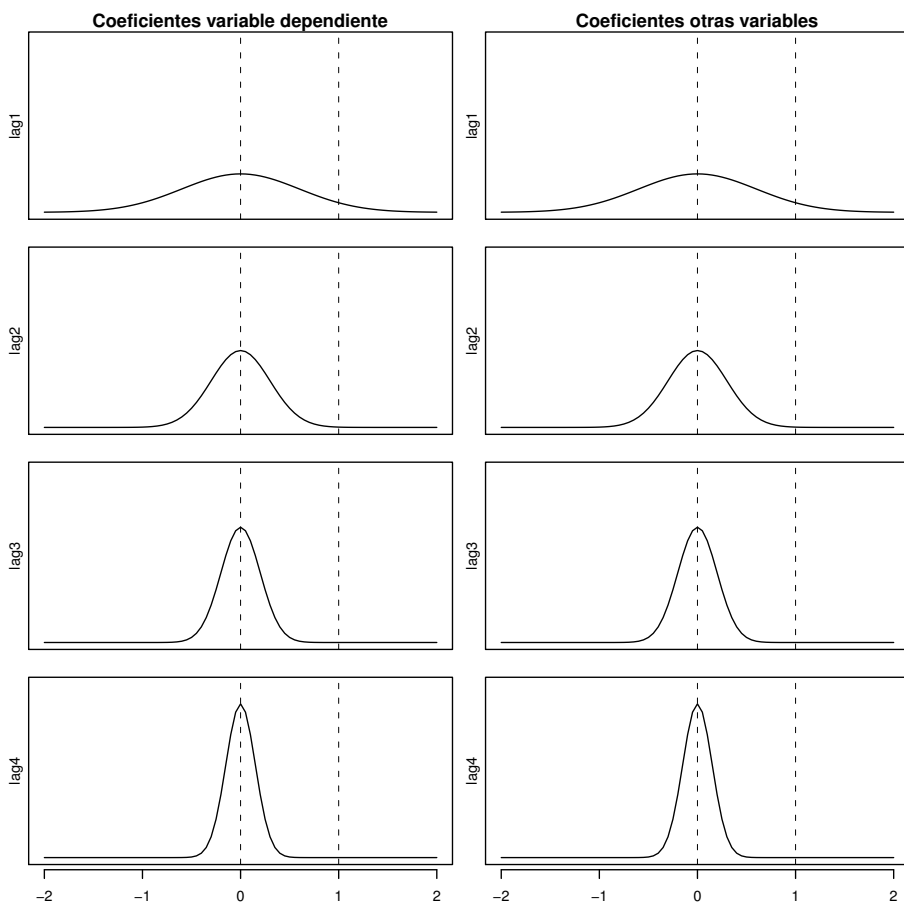 Coeficientes variable dependiente
Coeficientes otras variables
lag1
lag1
lag2
lag2
lag3
lag3
lag4
lag4
−2 −1 0 1 2
−2 −1 0 1 2